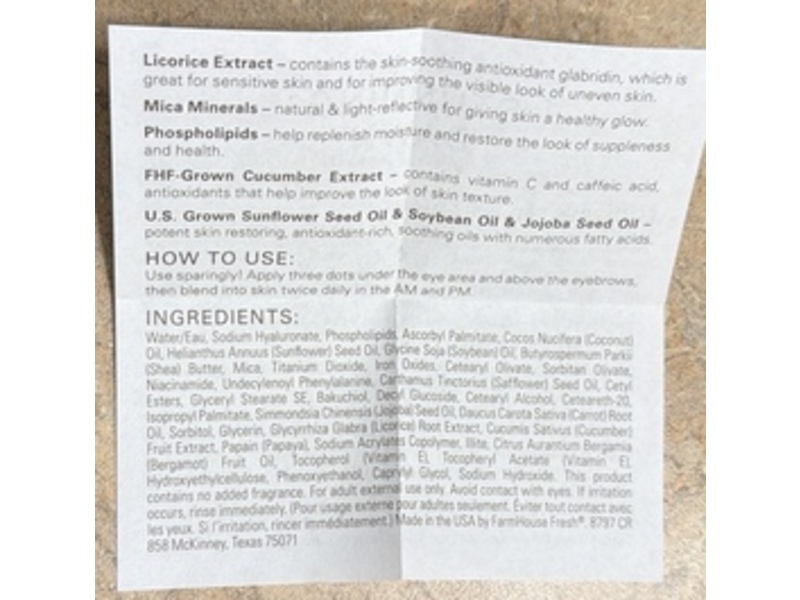 Licorice Extract – contains the skin-soothing antioxidant glabridin, which is
great for sensitive skin and for improving the visible look of uneven skin.
Mica Minerals – natural & light-reflective for giving skin a healthy glow.
Phospholipids – help replenish moisture and restore the look of suppleness
and health.
FHF-Grown Cucumber Extract – contains vitamin C and caffeic acid,
antioxidants that help improve the look of skin texture.
U.S. Grown Sunflower Seed Oil & Soybean Oil & Jojoba Seed Oil –
potent skin restoring, antioxidant-rich, soothing oils with numerous fatty acids.
HOW TO USE:
Use sparingly! Apply three dots under the eye area and above the eyebrows,
then blend into skin twice daily in the AM and PM.
INGREDIENTS:
Water/Eau, Sodium Hyaluronate, Phospholipids, Ascorbyl Palmitate, Cocos Nucifera (Coconut)
Oil, Helianthus Annuus (Sunflower) Seed Oil, Glycine Soja (Soybean) Oil, Butyrospermum Parkii
(Shea) Butter, Mica, Titanium Dioxide, Iron Oxides, Cetearyl Olivate, Sorbitan Olivate,
Niacinamide, Undecylenoyl Phenylalanine, Carthamus Tinctorius (Safflower) Seed Oil, Cetyl
Esters, Glyceryl Stearate SE, Bakuchiol, Decyl Glucoside, Cetearyl Alcohol, Ceteareth-20,
Isopropyl Palmitate, Simmondsia Chinensis (Jojoba) Seed Oil, Daucus Carota Sativa (Carrot) Root
Oil, Sorbitol, Glycerin, Glycyrrhiza Glabra (Licorice) Root Extract, Cucumis Sativus (Cucumber)
Fruit Extract, Papain (Papaya), Sodium Acrylates Copolymer, Illite, Citrus Aurantium Bergamia
(Bergamot) Fruit Oil, Tocopherol (Vitamin E), Tocopheryl Acetate (Vitamin E),
Hydroxyethylcellulose, Phenoxyethanol, Caprylyl Glycol, Sodium Hydroxide. This product
contains no added fragrance. For adult external use only. Avoid contact with eyes. If irritation
occurs, rinse immediately. (Pour usage externe pour adultes seulement. Éviter tout contact avec
les yeux. Si l'irritation, rincer immédiatement.) Made in the USA by FarmHouse Fresh®. 8797 CR
858 McKinney, Texas 75071